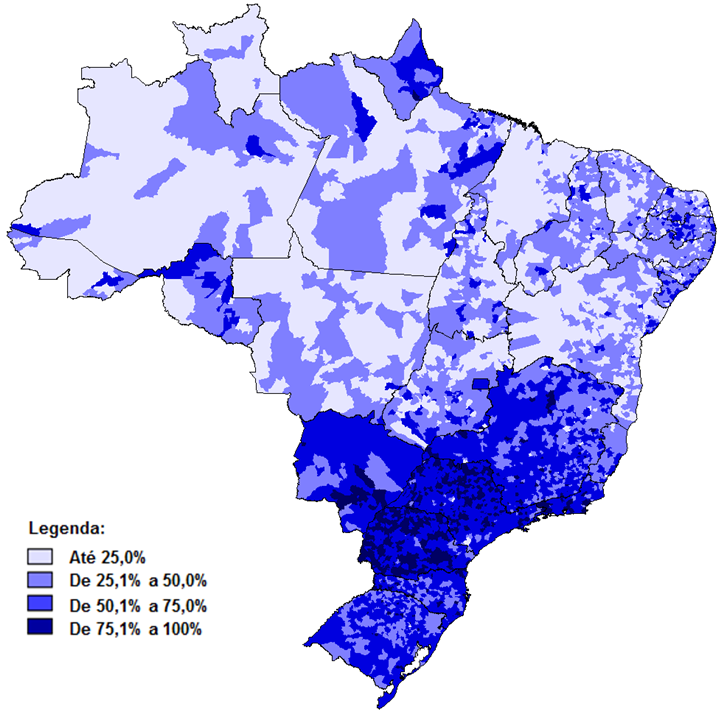 Legenda:
Até 25,0%
De 25,1% a 50,0%
De 50,1% a 75,0%
De 75,1% a 100%